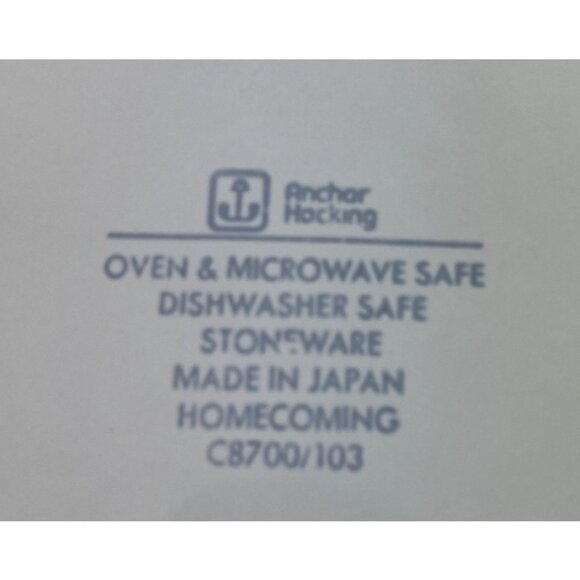 Anchor
Hocking
OVEN & MICROWAVE SAFE
DISHWASHER SAFE
STONEWARE
MADE IN JAPAN
HOMECOMING
C8700/103